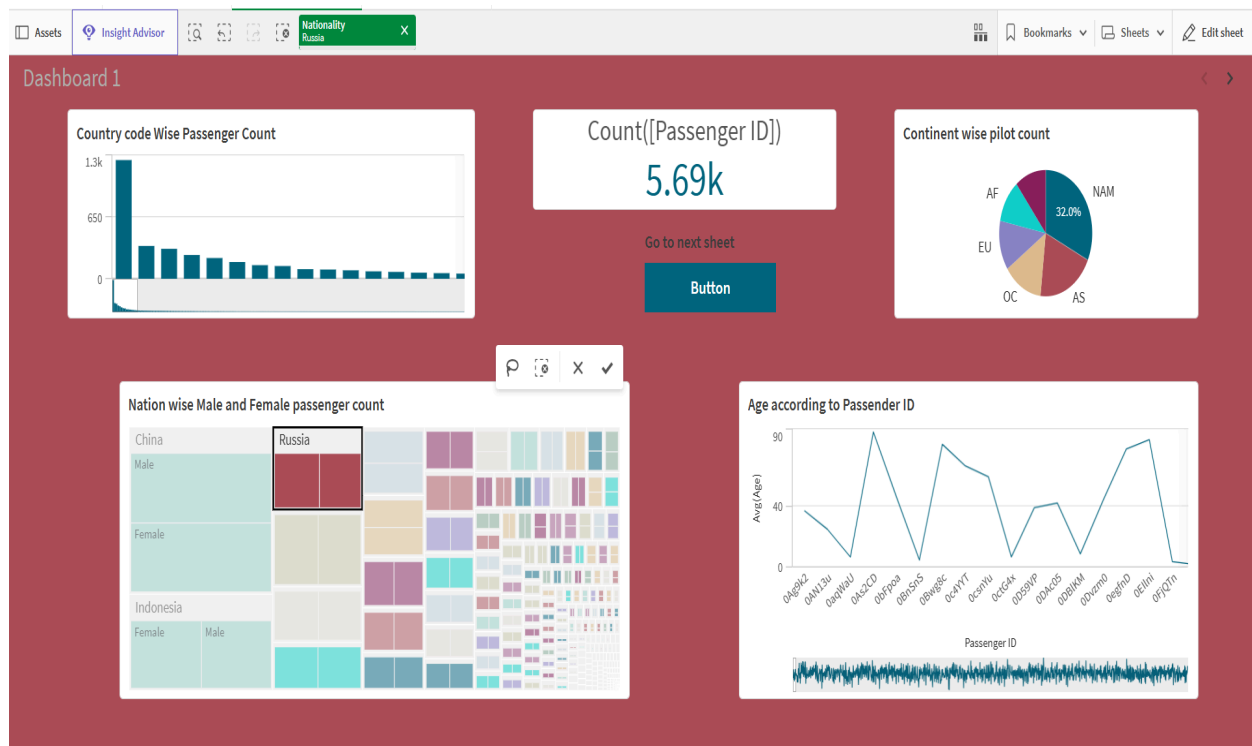 Assets
Insight Advisor
Nationality
Russia
Bookmarks
Sheets
Edit sheet
Dashboard 1
Country code Wise Passenger Count
1.3k
650
0
Count([Passenger ID])
5.69k
Go to next sheet
Button
Continent wise pilot count
AF
NAM
32.0%
EU
OC
AS
Nation wise Male and Female passenger count
China
Male
Female
Indonesia
Female
Male
Russia
Age according to Passender ID
Avg(Age)
90
40
0
0Ag9k2
0AN13u
0aqWaU
0As2CD
0bFpoa
0BnSnS
0Bwg8c
0c4YYT
0csnYu
0ctG4x
0D59VP
0DAcO5
0DBlKM
0Dvzm0
0egfnD
0EIlni
0FjQTn
Passenger ID